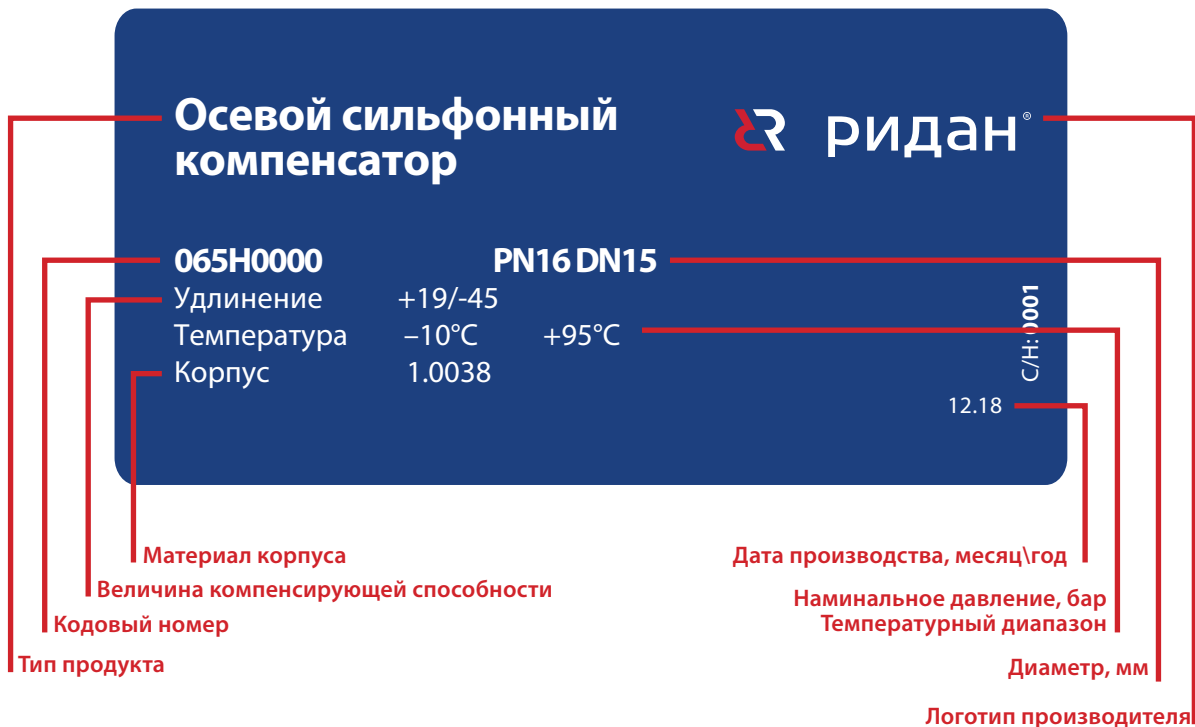 Осевой сильфонный
компенсатор
ридан®
065H0000 PN16 DN15
Удлинение +19/-45
Температура –10°C +95°C
Корпус 1.0038
С/Н: 0001
12.18
Материал корпуса
Величина компенсирующей способности
Кодовый номер
Тип продукта
Дата производства, месяц\год
Наминальное давление, бар
Температурный диапазон
Диаметр, мм
Логотип производителя